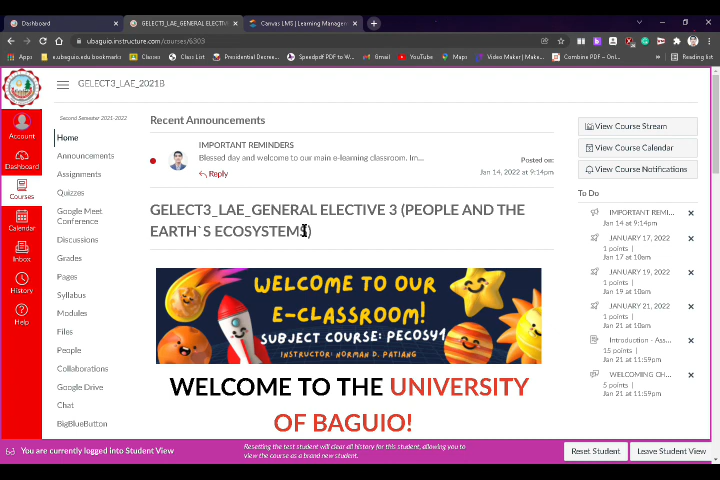 Dashboard
GELECT3_LAE_GENERAL ELECTIV
Canvas LMS | Learning Managem
ubaguio.instructure.com/courses/6303
Apps
e.ubaguio.edu bookmarks
Classes
Class List
Presidential Decree...
Speedpdf PDF to W...
Gmail
YouTube
Maps
Video Maker | Make...
Combine PDF – Onl...
Reading list
GELECT3_LAE_2021B
Account
Dashboard
Courses
Calendar
Inbox
History
Help
Second Semester 2021-2022
Home
Announcements
Assignments
Quizzes
Google Meet
Conference
Discussions
Grades
Pages
Syllabus
Modules
Files
People
Collaborations
Google Drive
Chat
BigBlueButton
Recent Announcements
IMPORTANT REMINDERS
Blessed day and welcome to our main e-learning classroom. Im...
Reply
Posted on:
Jan 14, 2022 at 9:14pm
GELECT3_LAE_GENERAL ELECTIVE 3 (PEOPLE AND THE
EARTH`S ECOSYSTEMS)
WELCOME TO OUR
E-CLASSROOM!
SUBJECT COURSE: PECOSY1
INSTRUCTOR: NORMAN D. PATIANG
WELCOME TO THE UNIVERSITY
OF BAGUIO!
View Course Stream
View Course Calendar
View Course Notifications
To Do
IMPORTANT REMI...
Jan 14 at 9:14pm
JANUARY 17, 2022
1 points |
Jan 17 at 10am
JANUARY 19, 2022
1 points |
Jan 19 at 10am
JANUARY 21, 2022
1 points |
Jan 21 at 10am
Introduction - Ass...
15 points |
Jan 21 at 11:59pm
WELCOMING CH...
5 points |
Jan 21 at 11:59pm
You are currently logged into Student View
Resetting the test student will clear all history for this student, allowing you to
view the course as a brand new student.
Reset Student
Leave Student View